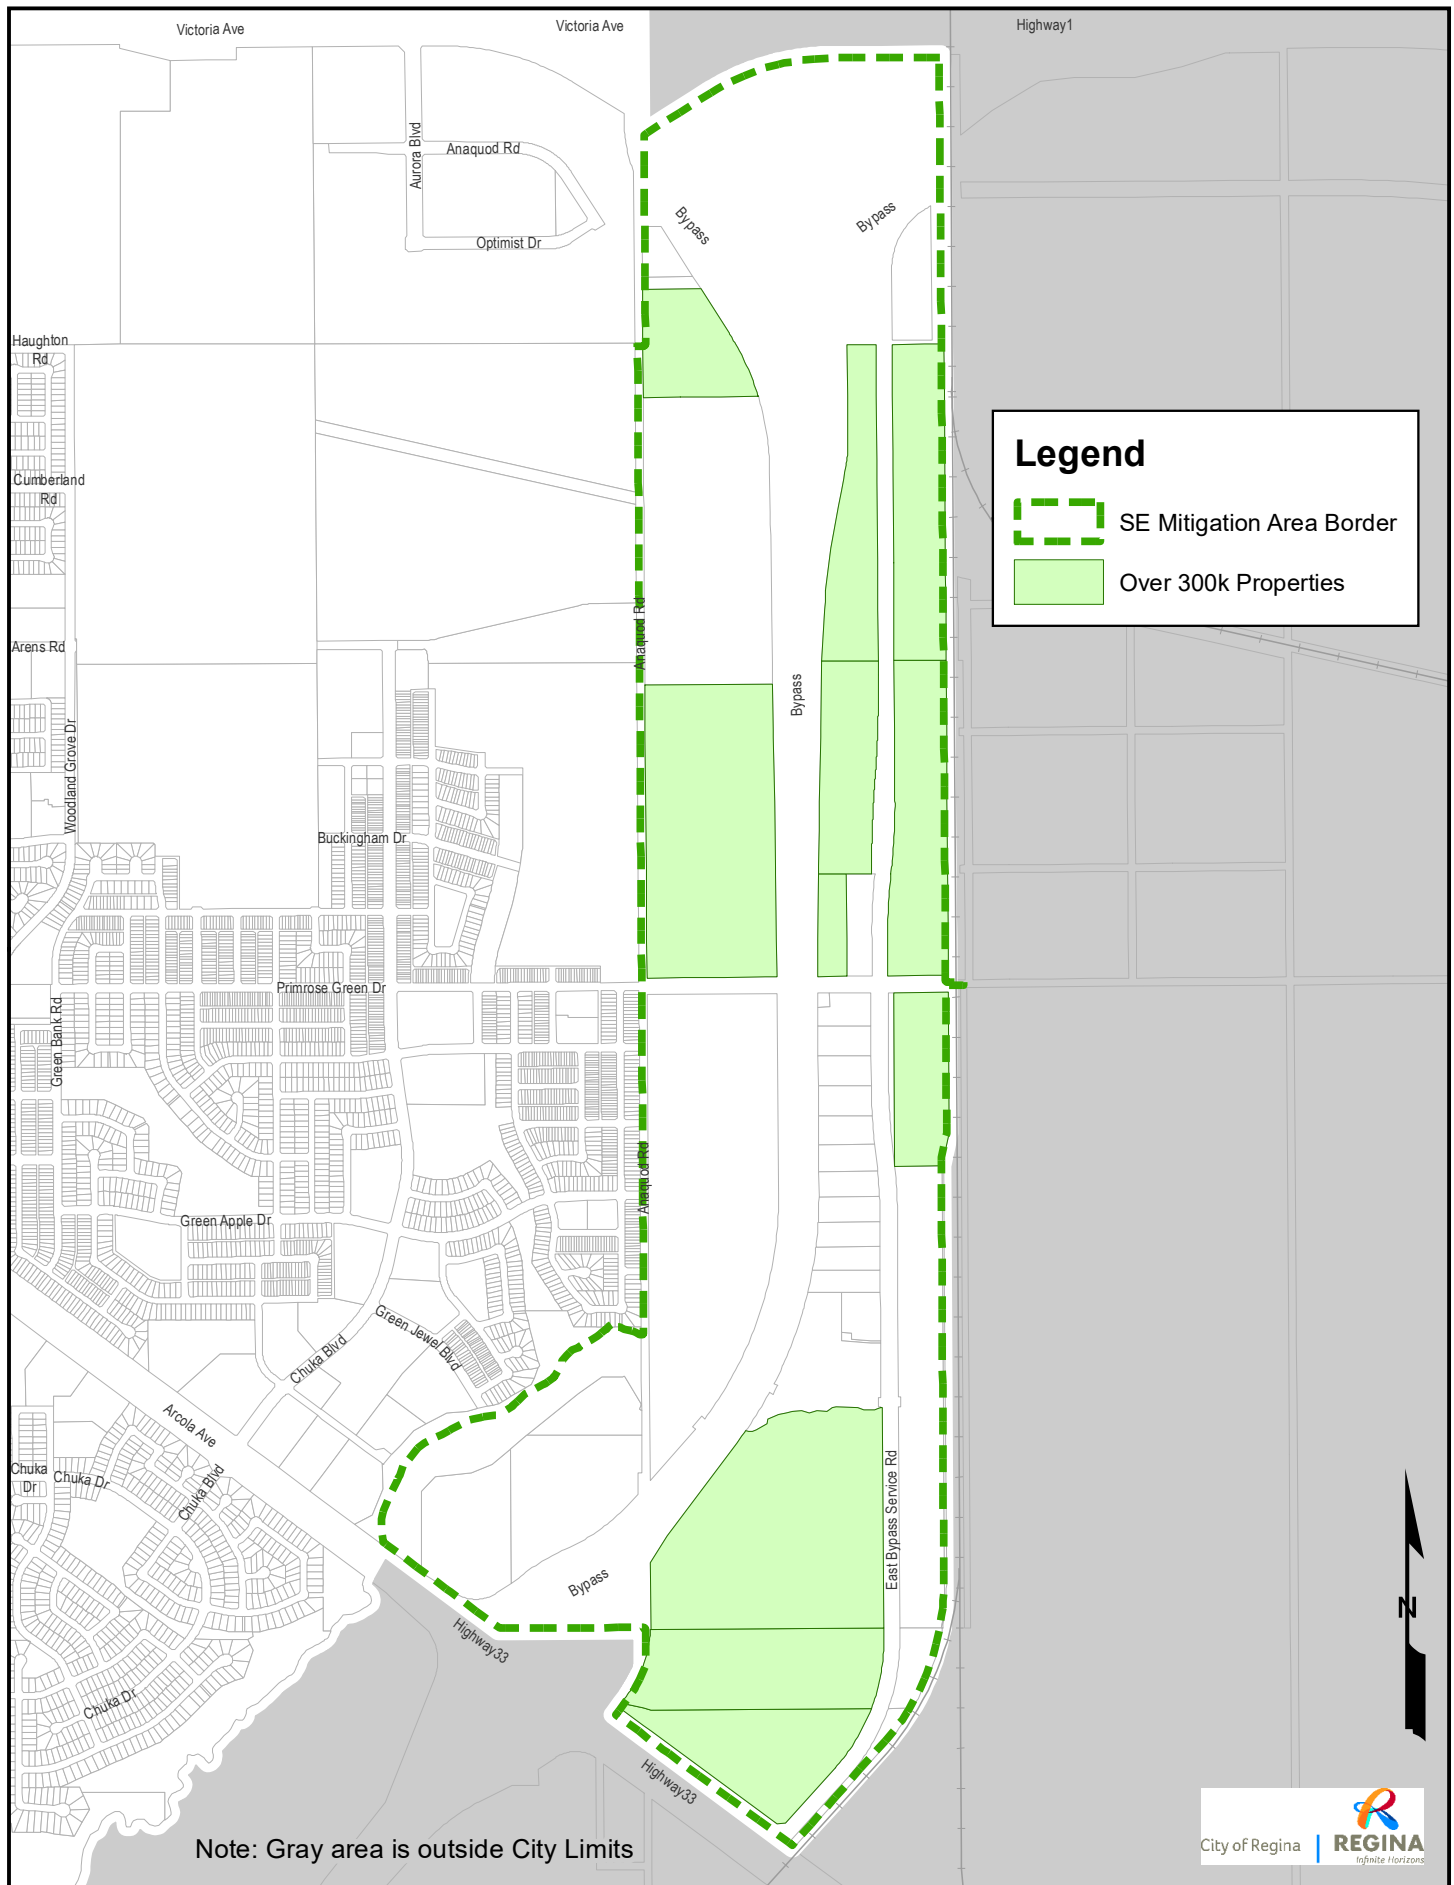 Victoria Ave
Victoria Ave
Highway1
Aurora Blvd
Anaquod Rd
Optimist Dr
Bypass
Bypass
Haughton
Rd
Cumberland
Rd
Legend
SE Mitigation Area Border
Over 300k Properties
Anaquod Rd
Arens Rd
Bypass
Woodland Grove Dr
Buckingham Dr
Primrose Green Dr
Green Bank Rd
Anaquod Rd
Green Apple Dr
Green Jewel Blvd
Chuka Blvd
Arcola Ave
Chuka
Dr
Chuka Dr
Chuka Blvd
East Bypass Service Rd
Bypass
N
Highway33
Chuka Dr
Highway33
Note: Gray area is outside City Limits
City of Regina
REGINA
Infinite Horizons